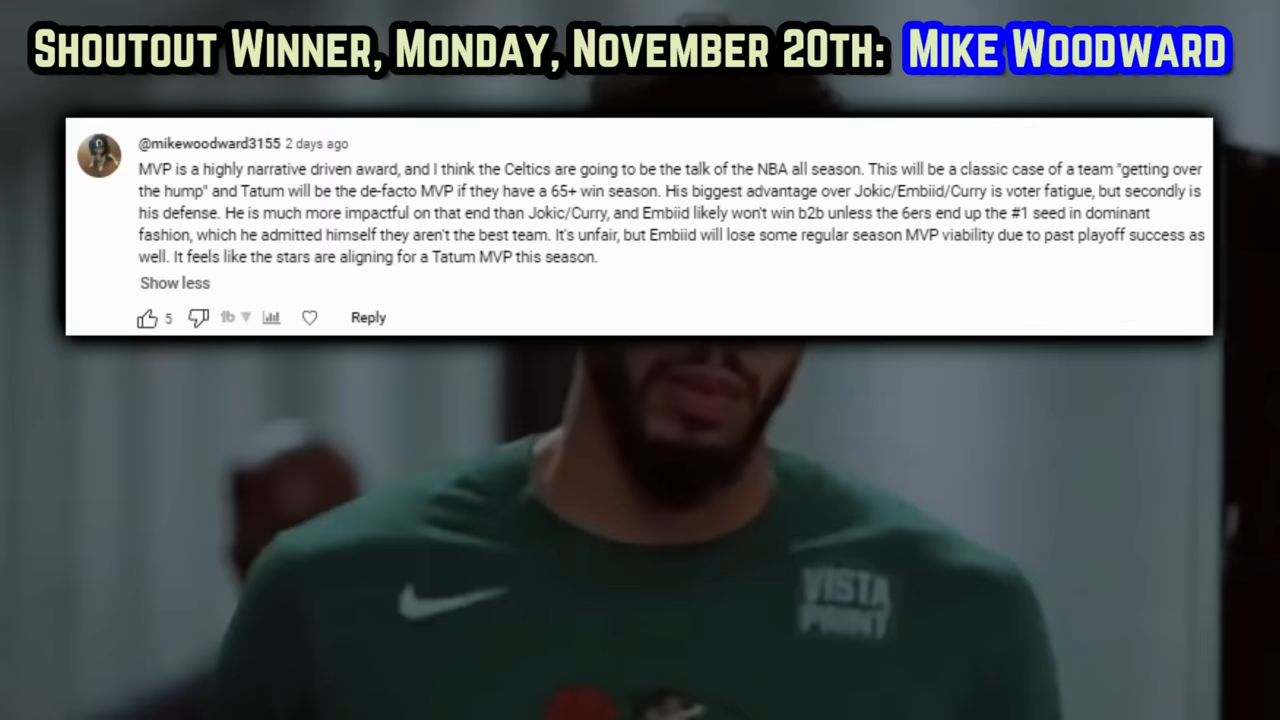 Shoutout Winner, Monday, November 20th: Mike Woodward
@mikewoodward3155 2 days ago
MVP is a highly narrative driven award, and I think the Celtics are going to be the talk of the NBA all season. This will be a classic case of a team "getting over
the hump" and Tatum will be the de-facto MVP if they have a 65+ win season. His biggest advantage over Jokic/Embiid/Curry is voter fatigue, but secondly is
his defense. He is much more impactful on that end than Jokic/Curry, and Embiid likely won't win b2b unless the 6ers end up the #1 seed in dominant
fashion, which he admitted himself they aren't the best team. It's unfair, but Embiid will lose some regular season MVP viability due to past playoff success as
well. It feels like the stars are aligning for a Tatum MVP this season.
Show less
5 Reply
VISTA
PRINT